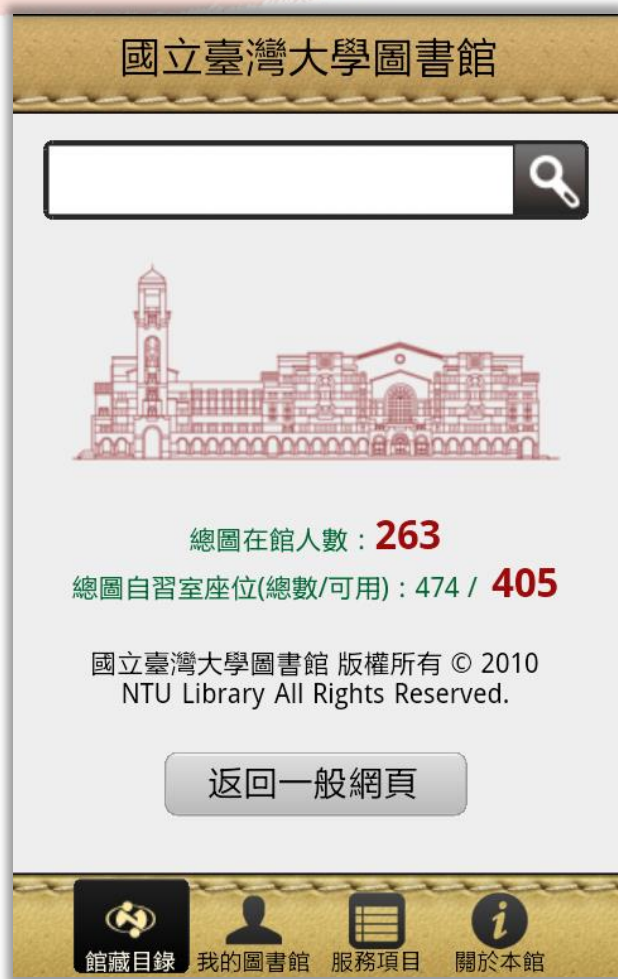 國立臺灣大學圖書館
總圖在館人數：263
總圖自習室座位(總數/可用)：474 / 405
國立臺灣大學圖書館 版權所有 © 2010
NTU Library All Rights Reserved.
返回一般網頁
館藏目錄 我的圖書館 服務項目 關於本館